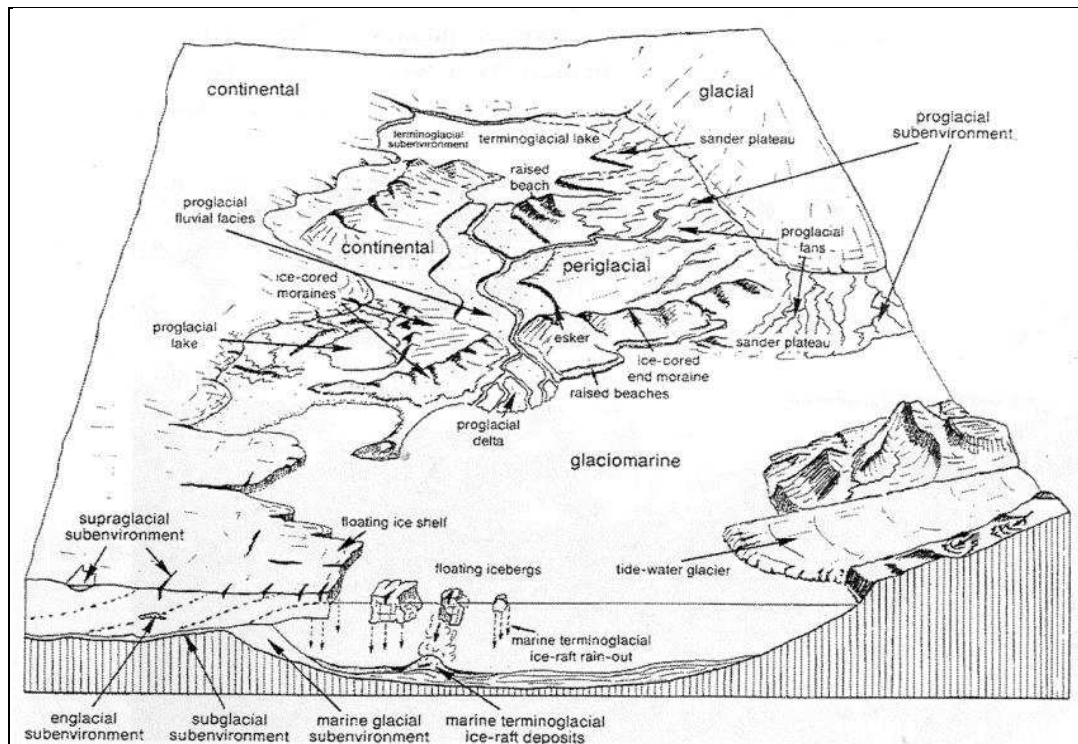 continental
glacial
proglacial
subenvironment
terminoglacial
subenvironment
terminoglacial lake
sander plateau
raised
beach
proglacial
fluvial facies
continental
proglacial
fans
periglacial
ice-cored
moraines
proglacial
lake
esker
sander plateau
ice-cored
end moraine
raised beaches
proglacial
delta
glaciomarine
supraglacial
subenvironment
floating ice shelf
floating icebergs
tide-water glacier
marine terminoglacial
ice-raft rain-out
englacial
subenvironment
subglacial
subenvironment
marine glacial
subenvironment
marine terminoglacial
ice-raft deposits